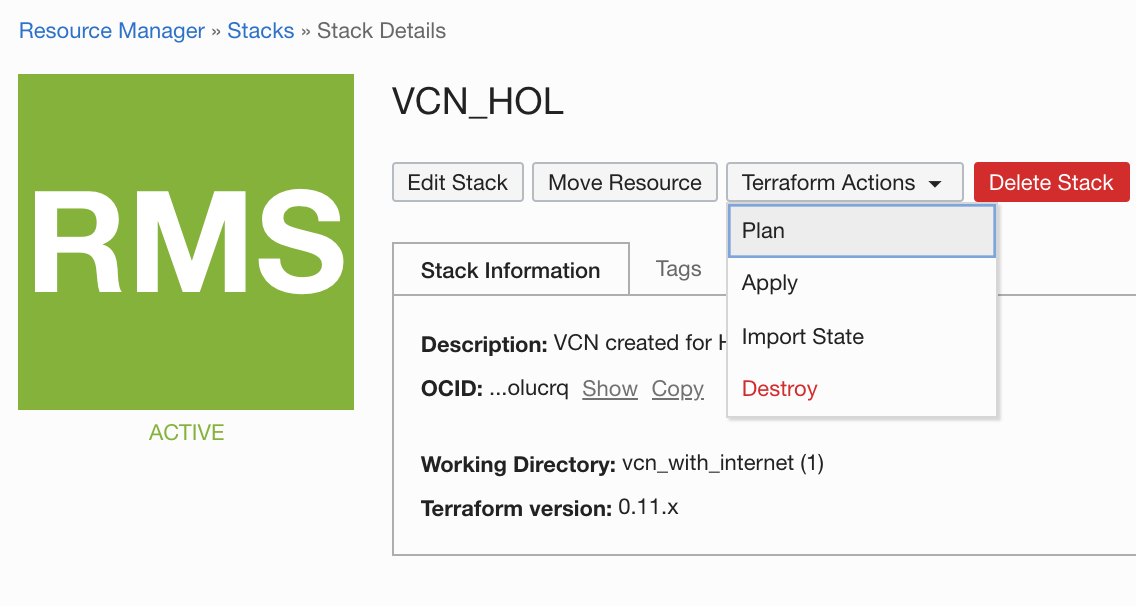 Resource Manager » Stacks » Stack Details
RMS
ACTIVE
VCN_HOL
Edit Stack Move Resource Terraform Actions Delete Stack
Plan
Apply
Import State
Destroy
Stack Information Tags
Description: VCN created for
OCID: ...olucrq Show Copy
Working Directory: vcn_with_internet (1)
Terraform version: 0.11.x